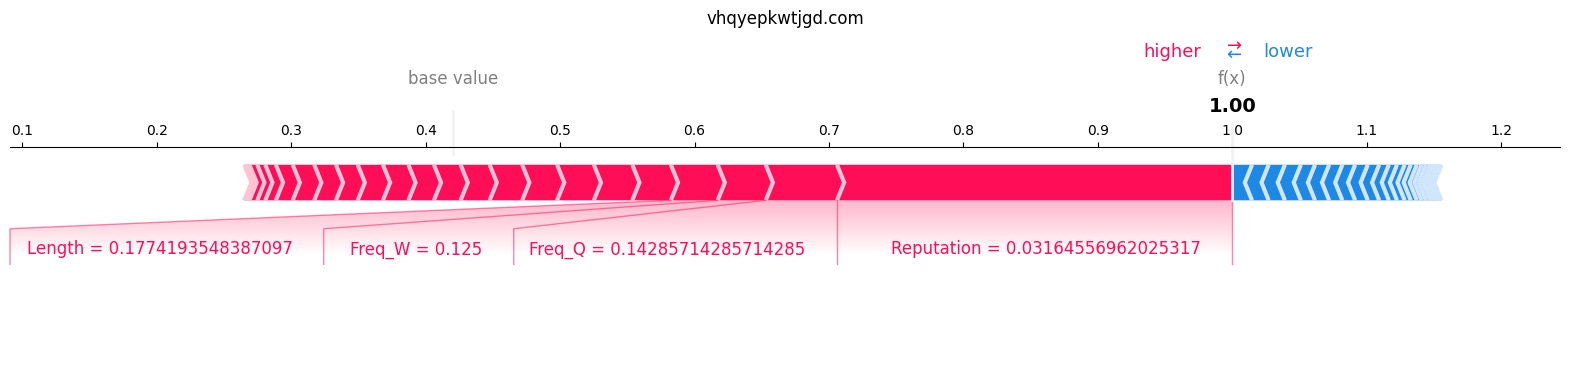 vhqyepkwtjgd.com
higher ⇄ lower
base value f(x)
1.00
0.1 0.2 0.3 0.4 0.5 0.6 0.7 0.8 0.9 1.0 1.1 1.2
Length = 0.1774193548387097 Freq_W = 0.125 Freq_Q = 0.14285714285714285 Reputation = 0.03164556962025317